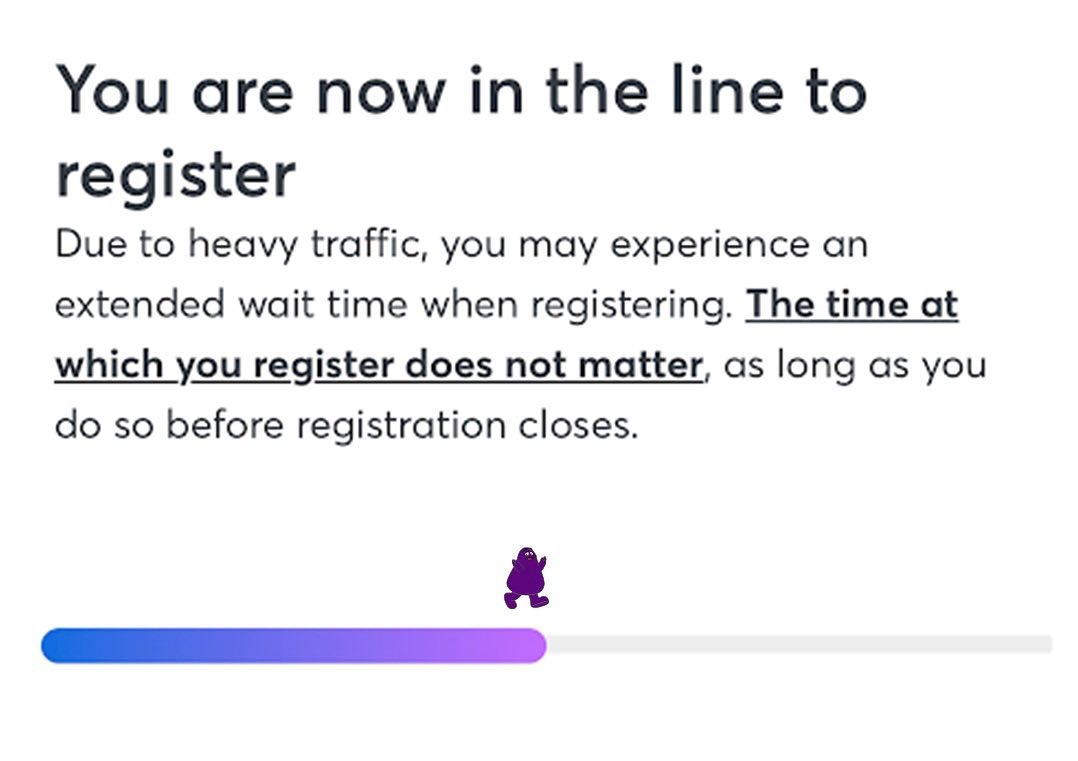 You are now in the line to
register
Due to heavy traffic, you may experience an
extended wait time when registering. The time at
which you register does not matter, as long as you
do so before registration closes.